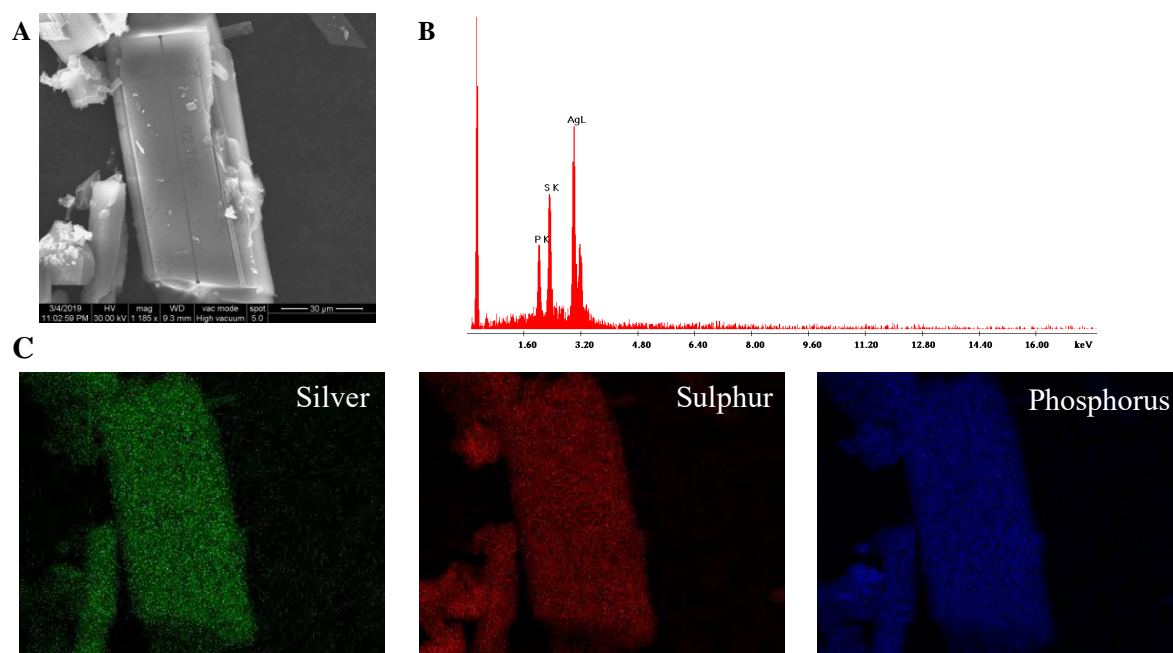 A
B
92.78µm
3/4/2019 HV mag WD vac mode spot
11:02:59 PM 30.00 kV 1 185 x 9.3 mm High vacuum 5.0 30 µm
AgL
S K
P K
1.60 3.20 4.80 6.40 8.00 9.60 11.20 12.80 14.40 16.00 keV
C
Silver Sulphur Phosphorus